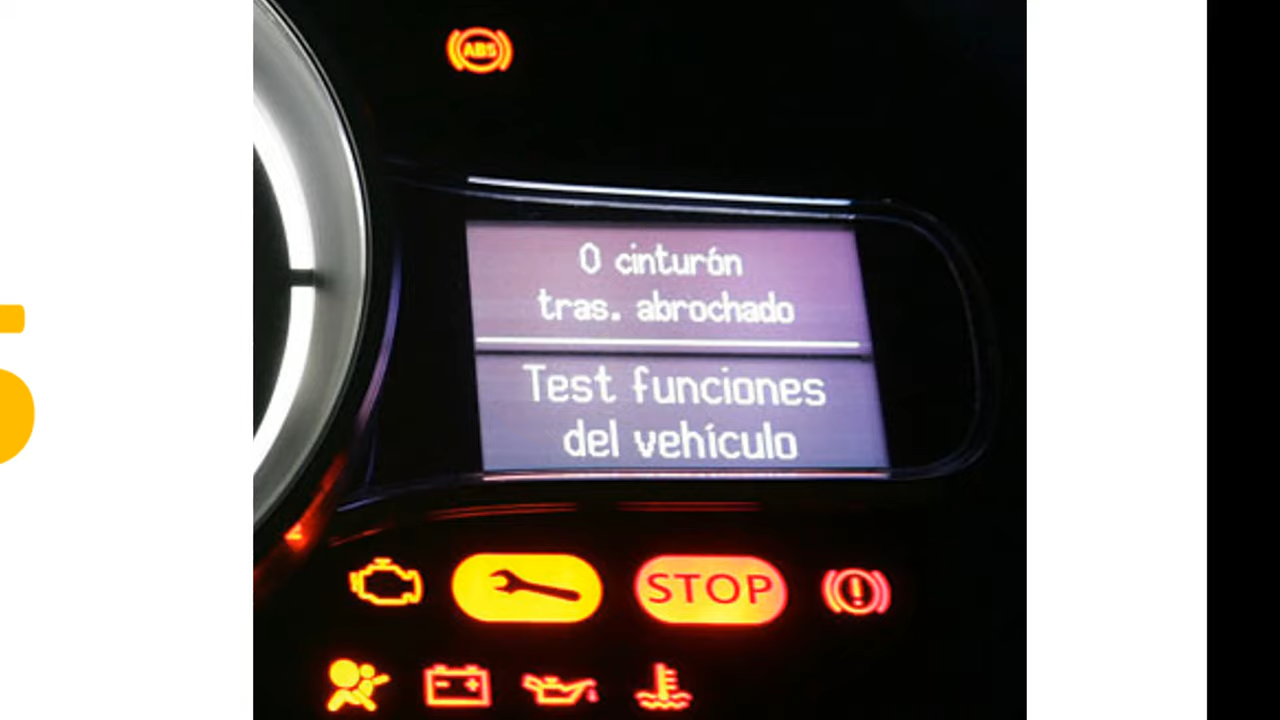 ABS
0 cinturón
tras. abrochado
Test funciones
del vehículo
STOP